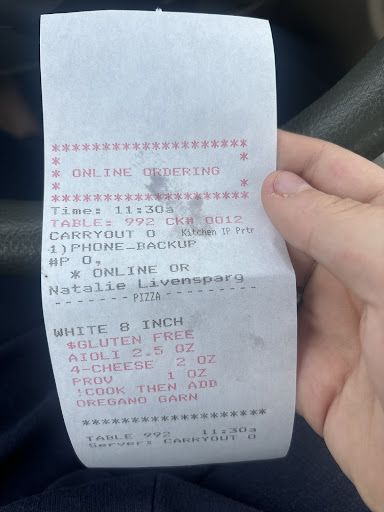 ********************
* *
* ONLINE ORDERING
* *
********************
Time: 11:30a
TABLE: 992 CK# 0012
CARRYOUT 0 Kitchen IP Prtr
1)PHONE-BACKUP
#P 0,
* ONLINE OR
Natalie Livensparg
------- PIZZA ---------
WHITE 8 INCH
$GLUTEN FREE
AIOLI 2.5 OZ
4-CHEESE 2 OZ
PROV 1 OZ
!COOK THEN ADD
OREGANO GARN
*******************
TABLE 992 11:30a
Server: CARRYOUT 0